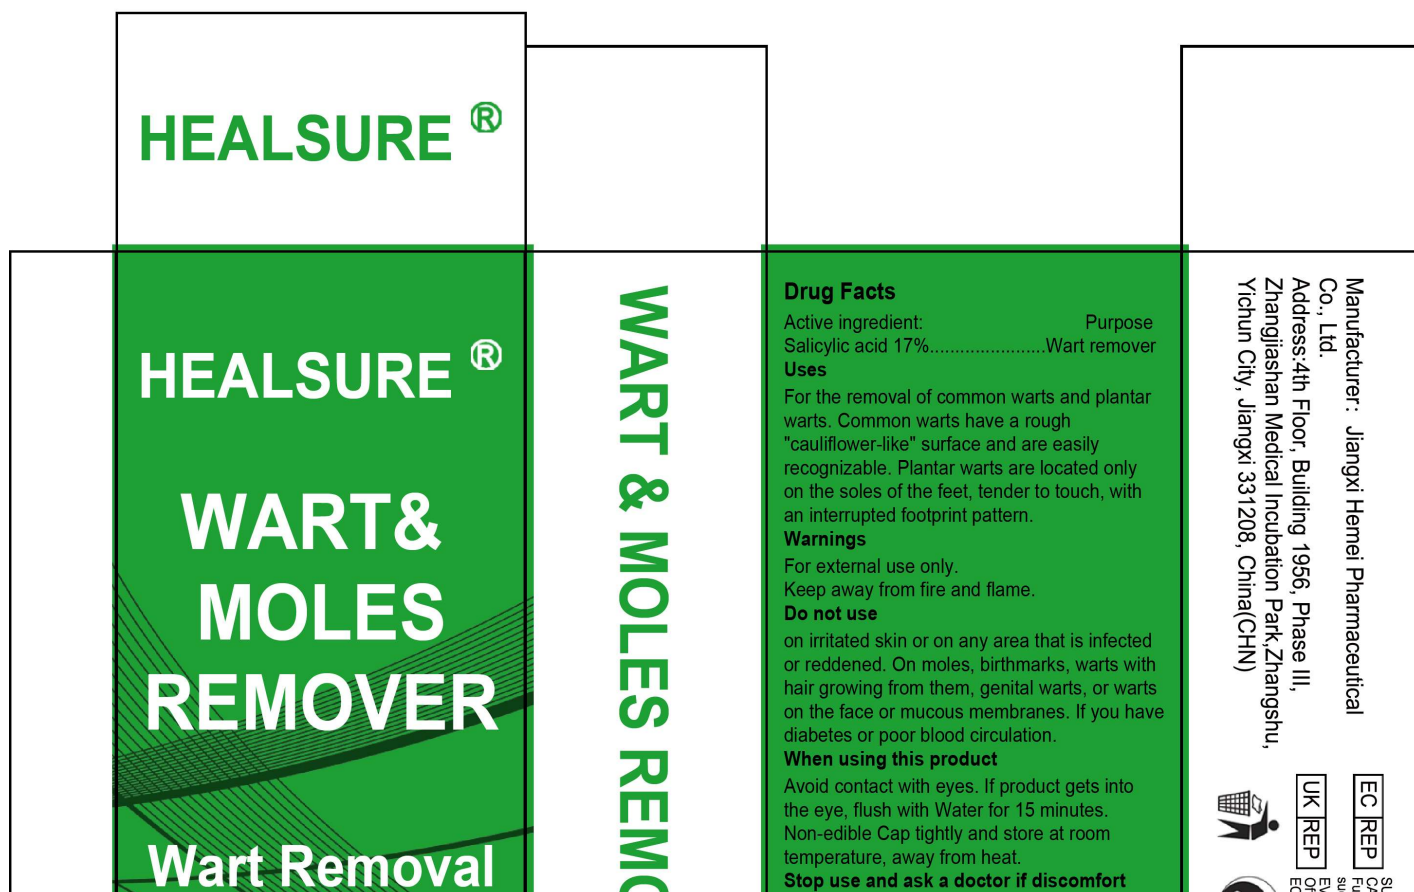 HEALSURE ®
HEALSURE ®
WART&
MOLES
REMOVER
Wart Removal
WART & MOLES REMO
Drug Facts
Active ingredient: Purpose
Salicylic acid 17%.......................Wart remover
Uses
For the removal of common warts and plantar
warts. Common warts have a rough
"cauliflower-like" surface and are easily
recognizable. Plantar warts are located only
on the soles of the feet, tender to touch, with
an interrupted footprint pattern.
Warnings
For external use only.
Keep away from fire and flame.
Do not use
on irritated skin or on any area that is infected
or reddened. On moles, birthmarks, warts with
hair growing from them, genital warts, or warts
on the face or mucous membranes. If you have
diabetes or poor blood circulation.
When using this product
Avoid contact with eyes. If product gets into
the eye, flush with Water for 15 minutes.
Non-edible Cap tightly and store at room
temperature, away from heat.
Stop use and ask a doctor if discomfort
Manufacturer: Jiangxi Hemei Pharmaceutical
Co., Ltd.
Address:4th Floor, Building 1956, Phase III,
Zhangjiashan Medical Incubation Park,Zhangshu,
Yichun City, Jiangxi 331208, China(CHN)
EC REP
UK REP